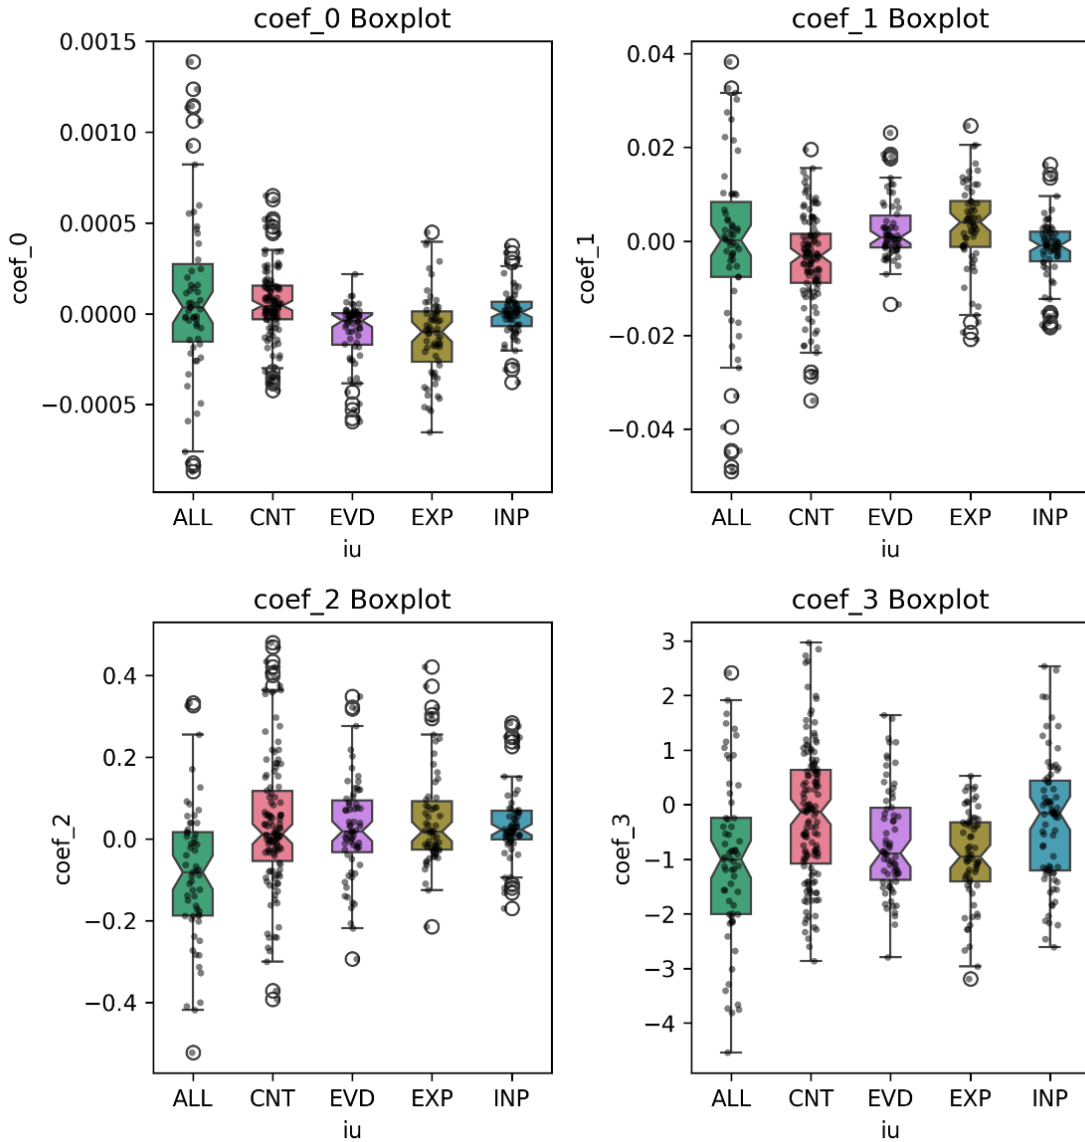 coef_0 Boxplot
0.0015
0.0010
0.0005
0.0000
−0.0005
coef_0
ALL CNT EVD EXP INP
iu
coef_1 Boxplot
0.04
0.02
0.00
−0.02
−0.04
coef_1
ALL CNT EVD EXP INP
iu
coef_2 Boxplot
0.4
0.2
0.0
−0.2
−0.4
coef_2
ALL CNT EVD EXP INP
iu
coef_3 Boxplot
3
2
1
0
−1
−2
−3
−4
coef_3
ALL CNT EVD EXP INP
iu